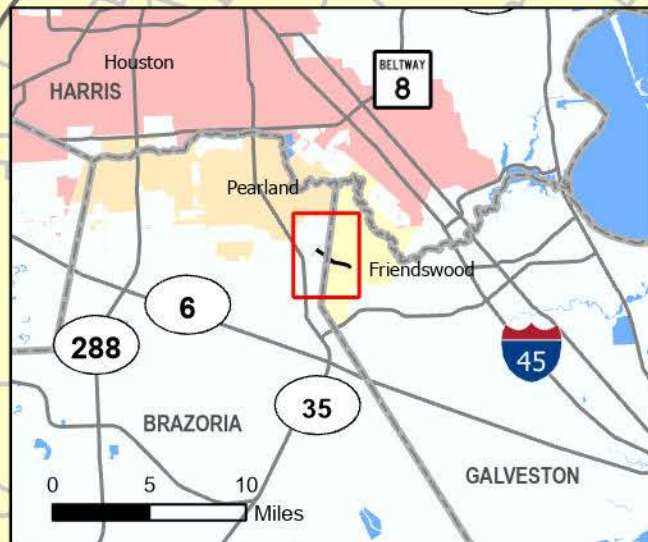 Houston
HARRIS
BELTWAY
8
Pearland
Friendswood
6
288
45
35
BRAZORIA
GALVESTON
0 5 10
Miles